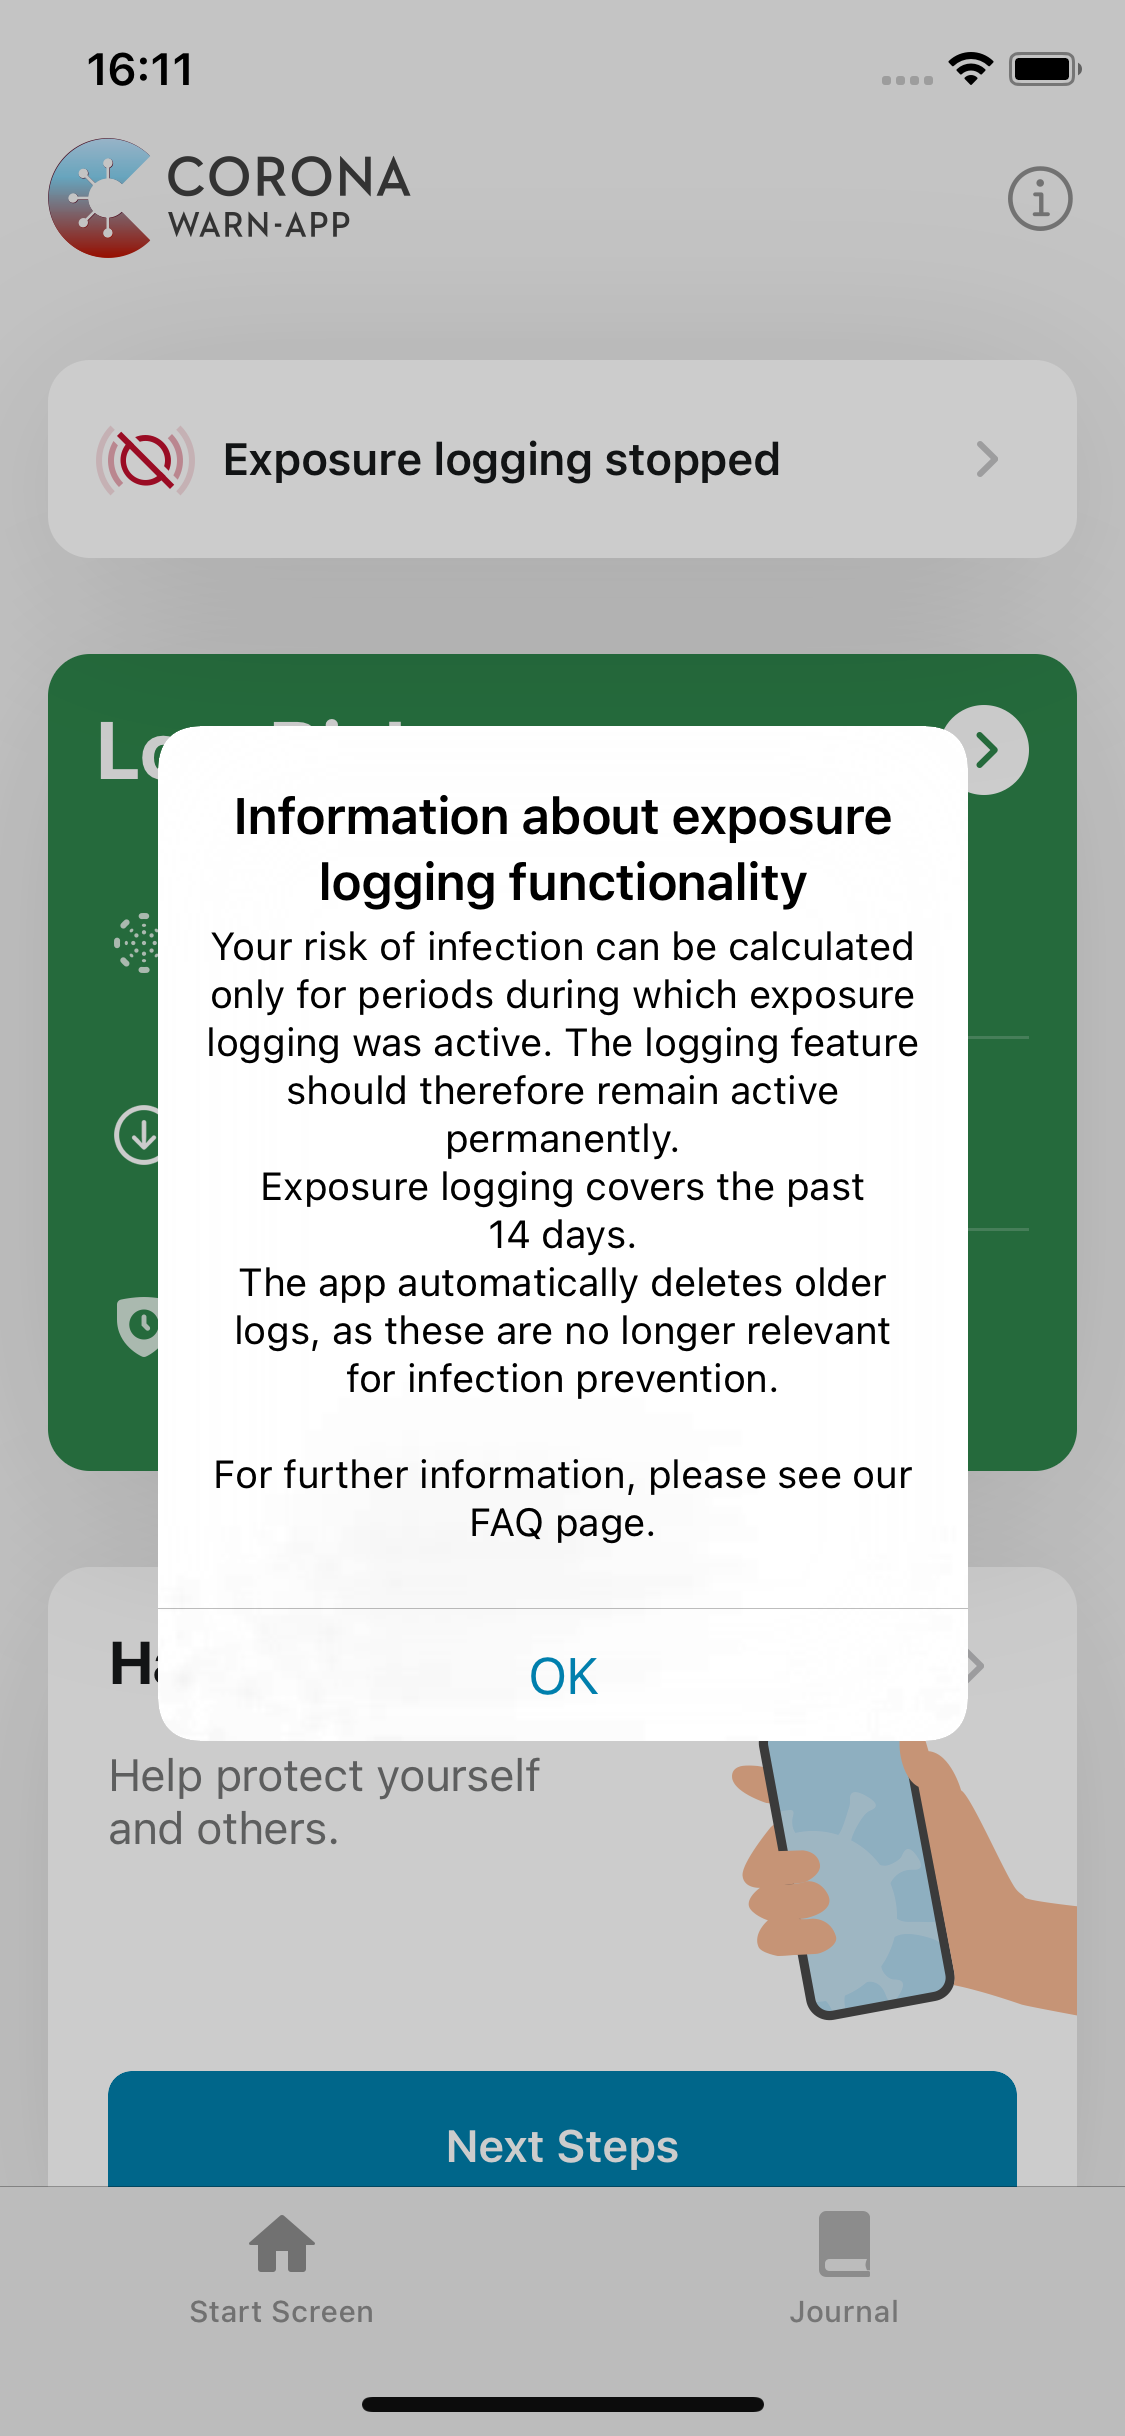 16:11
CORONA
WARN-APP
Exposure logging stopped
Information about exposure
logging functionality
Your risk of infection can be calculated
only for periods during which exposure
logging was active. The logging feature
should therefore remain active
permanently.
Exposure logging covers the past
14 days.
The app automatically deletes older
logs, as these are no longer relevant
for infection prevention.
For further information, please see our
FAQ page.
OK
Help protect yourself
and others.
Next Steps
Start Screen
Journal